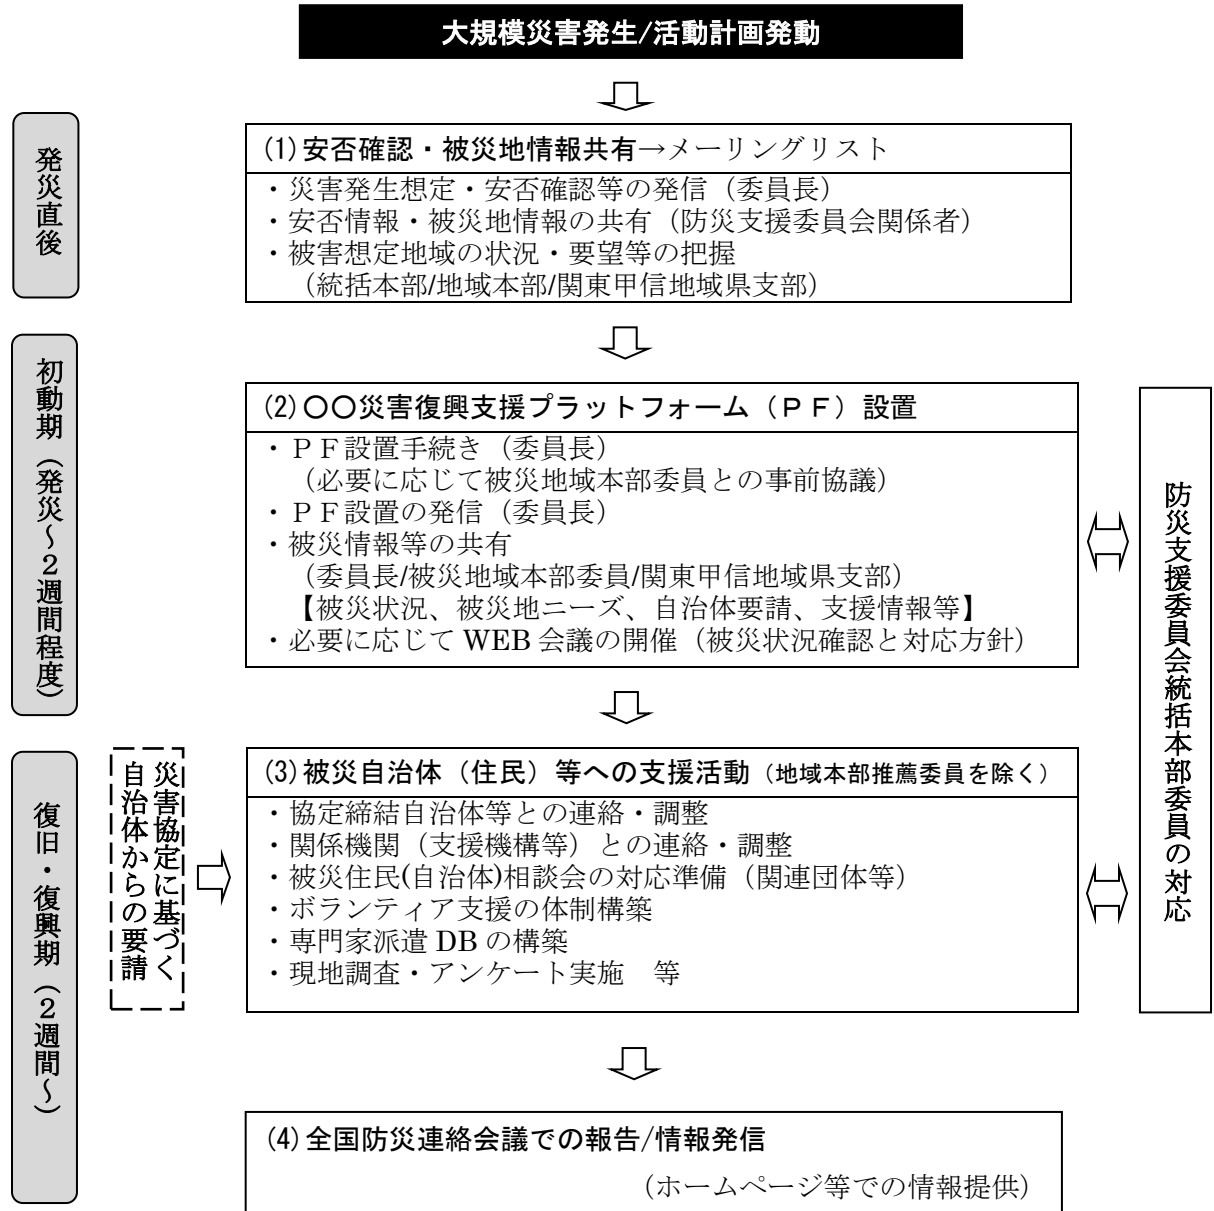 大規模災害発生/活動計画発動
発災直後
(1)安否確認・被災地情報共有→メーリングリスト
・災害発生想定・安否確認等の発信（委員長）
・安否情報・被災地情報の共有（防災支援委員会関係者）
・被害想定地域の状況・要望等の把握
（統括本部/地域本部/関東甲信地域県支部）
初動期（発災～２週間程度）
(2)〇〇災害復興支援プラットフォーム（ＰＦ）設置
・ＰＦ設置手続き（委員長）
（必要に応じて被災地域本部委員との事前協議）
・ＰＦ設置の発信（委員長）
・被災情報等の共有
（委員長/被災地域本部委員/関東甲信地域県支部）
【被災状況、被災地ニーズ、自治体要請、支援情報等】
・必要に応じて WEB 会議の開催（被災状況確認と対応方針）
防災支援委員会統括本部委員の対応
復旧・復興期（２週間～）
災害協定に基づく
自治体からの要請
(3)被災自治体（住民）等への支援活動（地域本部推薦委員を除く）
・協定締結自治体等との連絡・調整
・関係機関（支援機構等）との連絡・調整
・被災住民(自治体)相談会の対応準備（関連団体等）
・ボランティア支援の体制構築
・専門家派遣 DB の構築
・現地調査・アンケート実施　等
(4)全国防災連絡会議での報告/情報発信
（ホームページ等での情報提供）